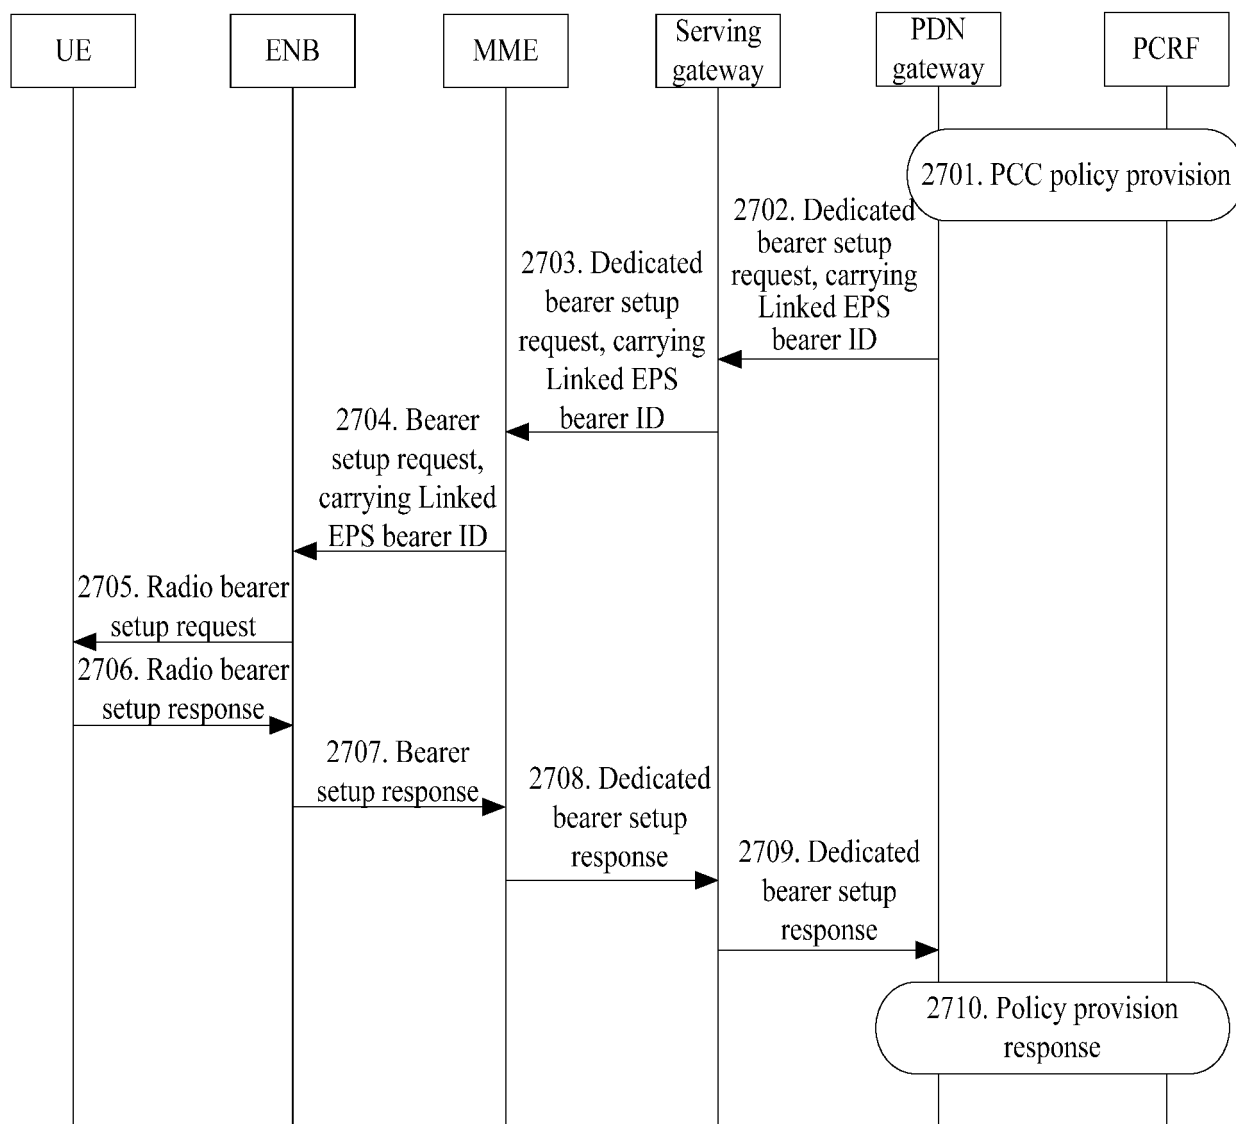 UE
ENB
MME
Serving
gateway
PDN
gateway
PCRF
2701. PCC policy provision
2702. Dedicated
bearer setup
request, carrying
Linked EPS
bearer ID
2703. Dedicated
bearer setup
request, carrying
Linked EPS
bearer ID
2704. Bearer
setup request,
carrying Linked
EPS bearer ID
2705. Radio bearer
setup request
2706. Radio bearer
setup response
2707. Bearer
setup response
2708. Dedicated
bearer setup
response
2709. Dedicated
bearer setup
response
2710. Policy provision
response